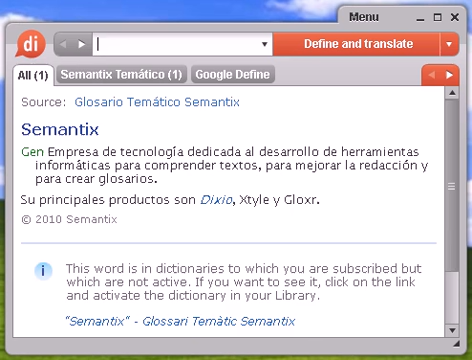 Menu
di
Define and translate
All (1) Semantix Temático (1) Google Define
Source: Glosario Temático Semantix
Semantix
Gen Empresa de tecnología dedicada al desarrollo de herramientas
informáticas para comprender textos, para mejorar la redacción y
para crear glosarios.
Su principales productos son Dixio, Xtyle y Gloxr.
© 2010 Semantix
i
This word is in dictionaries to which you are subscribed but
which are not active. If you want to see it, click on the link
and activate the dictionary in your Library.
"Semantix" - Glossari Temàtic Semantix